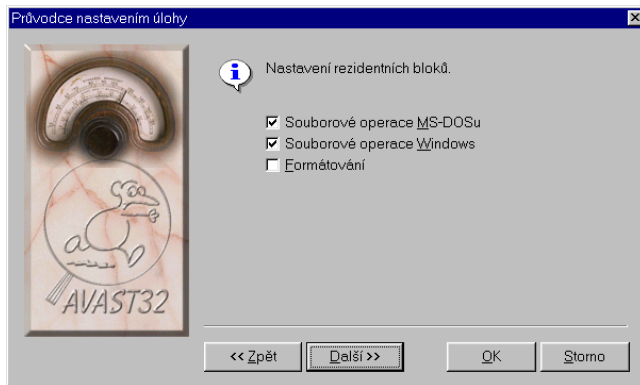 Průvodce nastavením úlohy
Nastavení rezidentních bloků.
Souborové operace MS-DOSu
Souborové operace Windows
Formátování
AVAST32
<< Zpět
Další >>
OK
Storno